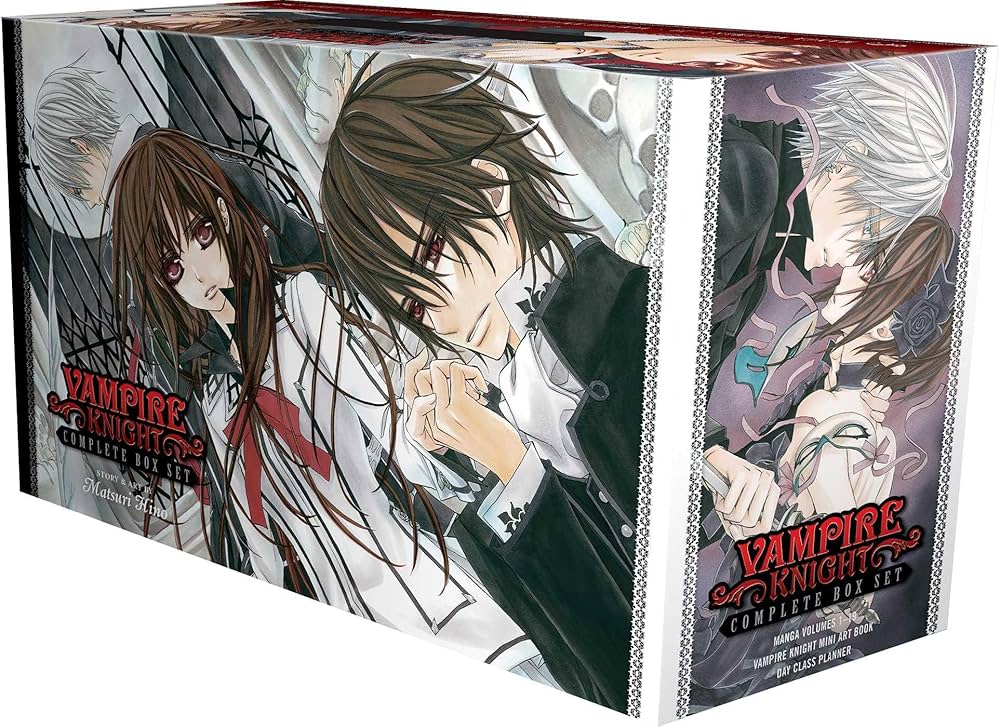 VAMPIRE
KNIGHT
COMPLETE BOX SET
STORY & ART BY
Matsuri Hino
VAMPIRE
KNIGHT
COMPLETE BOX SET
MANGA VOLUMES 1–19
VAMPIRE KNIGHT MINI ART BOOK
DAY CLASS PLANNER